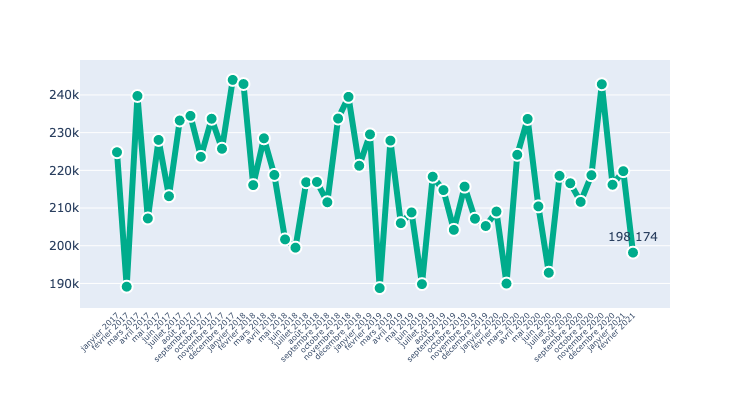 240k
230k
220k
210k
200k
190k
198,174
janvier 2017
février 2017
mars 2017
avril 2017
mai 2017
juin 2017
juillet 2017
août 2017
septembre 2017
octobre 2017
novembre 2017
décembre 2017
janvier 2018
février 2018
mars 2018
avril 2018
mai 2018
juin 2018
juillet 2018
août 2018
septembre 2018
octobre 2018
novembre 2018
décembre 2018
janvier 2019
février 2019
mars 2019
avril 2019
mai 2019
juin 2019
juillet 2019
août 2019
septembre 2019
octobre 2019
novembre 2019
décembre 2019
janvier 2020
février 2020
mars 2020
avril 2020
mai 2020
juin 2020
juillet 2020
août 2020
septembre 2020
octobre 2020
novembre 2020
décembre 2020
janvier 2021
février 2021